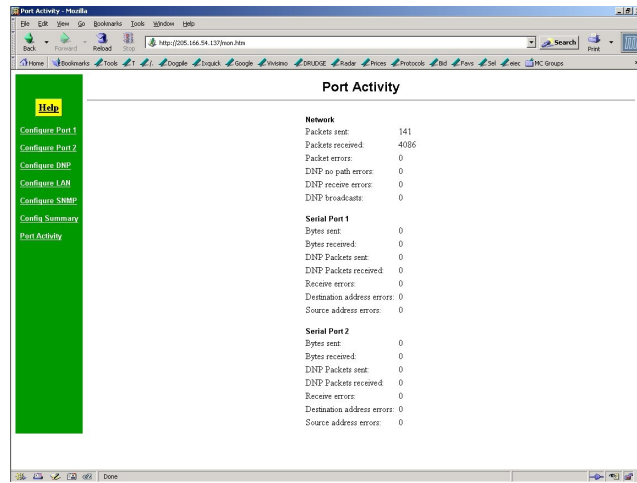 Port Activity - Mozilla
File Edit View Go Bookmarks Tools Window Help
Back Forward Reload Stop http://205.166.54.137/mon.htm Search Print
Home Bookmarks Tools T /. Dogpile Ixquick Google Vivisimo DRUDGE Radar Prices Protocols Bid Favs Sel eiec MC Groups
Port Activity
Help
Configure Port 1
Configure Port 2
Configure DNP
Configure LAN
Configure SNMP
Config Summary
Port Activity
Network
Packets sent: 141
Packets received: 4086
Packet errors: 0
DNP no path errors: 0
DNP receive errors: 0
DNP broadcasts: 0
Serial Port 1
Bytes sent: 0
Bytes received: 0
DNP Packets sent: 0
DNP Packets received: 0
Receive errors: 0
Destination address errors: 0
Source address errors: 0
Serial Port 2
Bytes sent: 0
Bytes received: 0
DNP Packets sent: 0
DNP Packets received: 0
Receive errors: 0
Destination address errors: 0
Source address errors: 0
Done